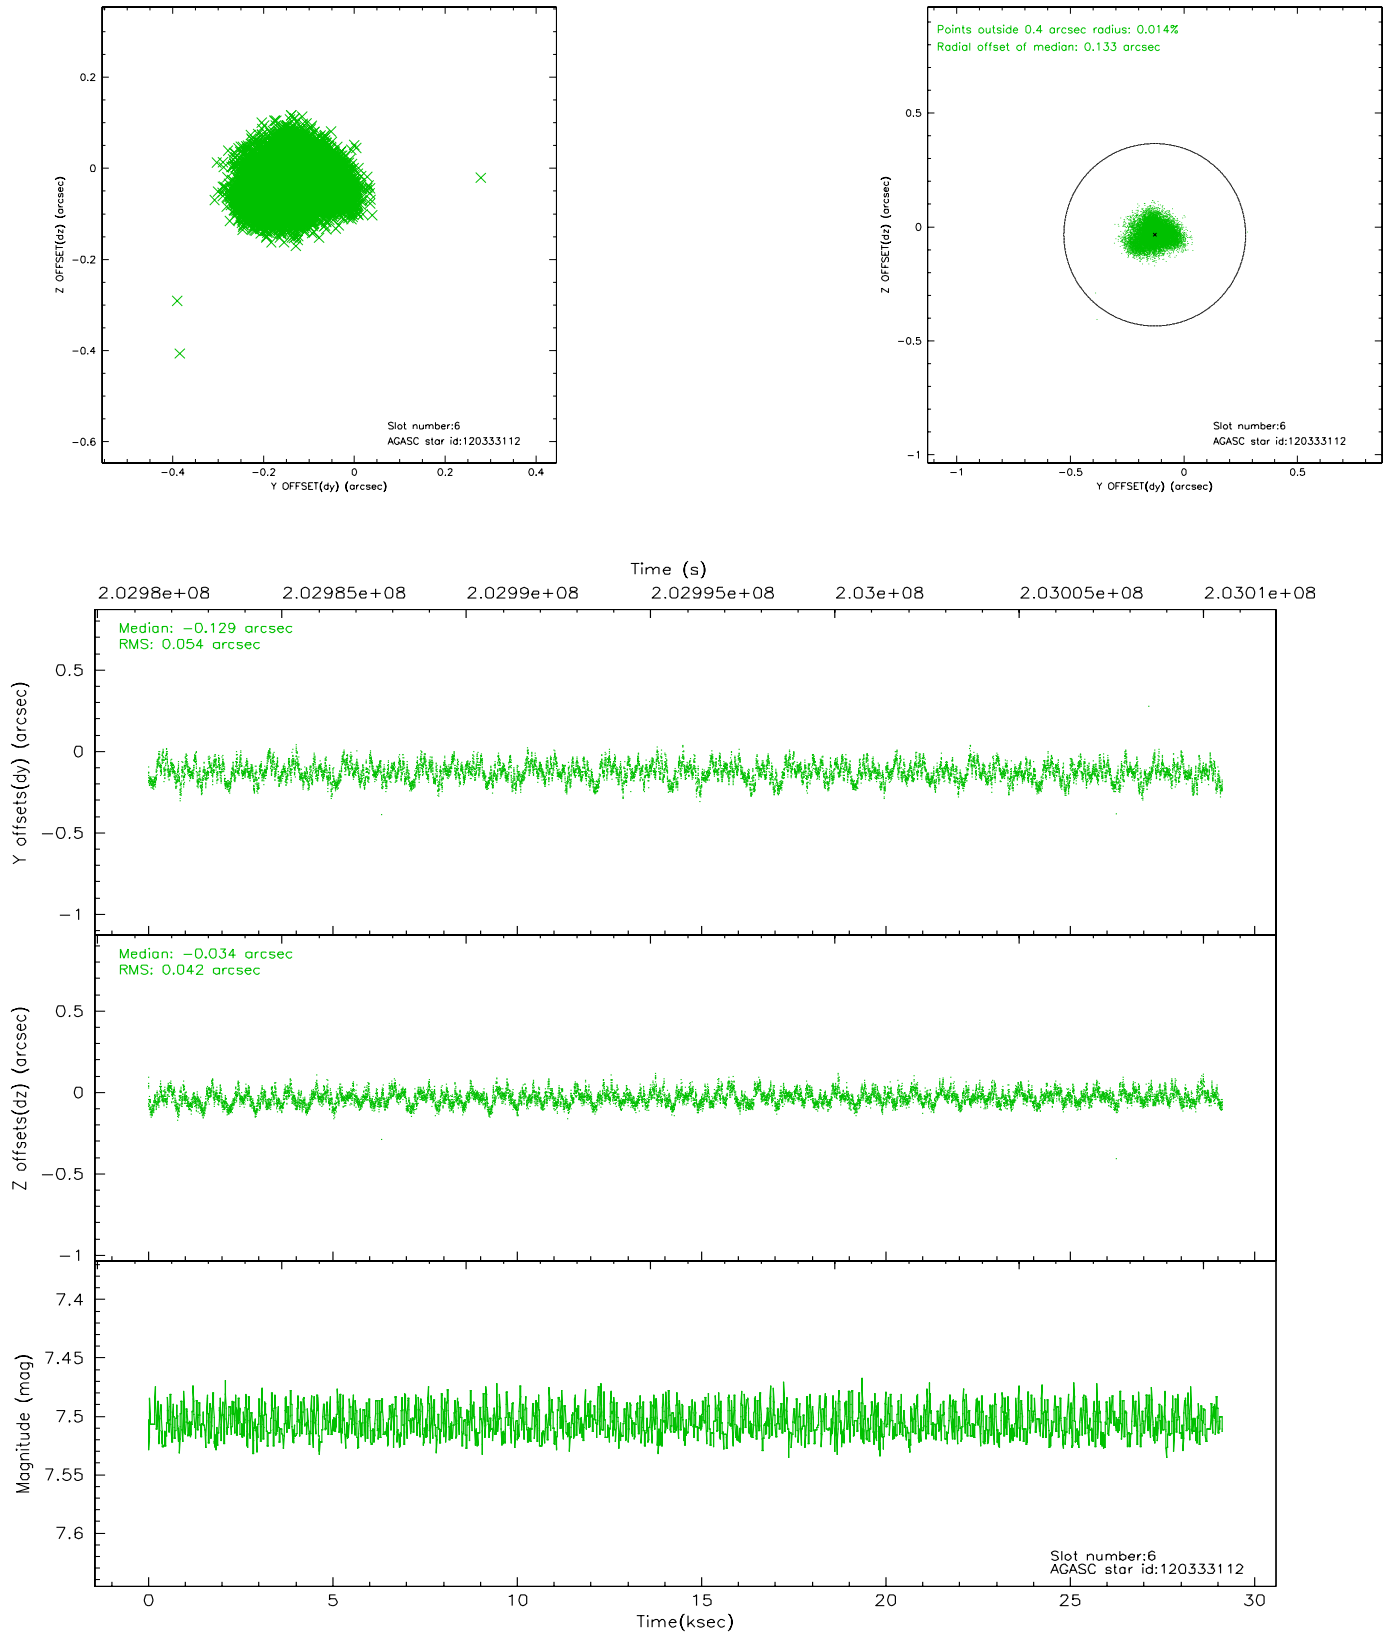 0.2
0
−0.2
−0.4
−0.6
Z OFFSET(dz) (arcsec)
Slot number:6
AGASC star id:120333112
−0.4 −0.2 0 0.2 0.4
Y OFFSET(dy) (arcsec)
Points outside 0.4 arcsec radius: 0.014%
Radial offset of median: 0.133 arcsec
0.5
0
−0.5
−1
Z OFFSET(dz) (arcsec)
Slot number:6
AGASC star id:120333112
−1 −0.5 0 0.5
Y OFFSET(dy) (arcsec)
Time (s)
2.0298e+08 2.02985e+08 2.0299e+08 2.02995e+08 2.03e+08 2.03005e+08 2.0301e+08
Median: −0.129 arcsec
RMS: 0.054 arcsec
0.5
0
−0.5
−1
Y offsets(dy) (arcsec)
Median: −0.034 arcsec
RMS: 0.042 arcsec
0.5
0
−0.5
−1
Z offsets(dz) (arcsec)
7.4
7.45
7.5
7.55
7.6
Magnitude (mag)
Slot number:6
AGASC star id:120333112
0 5 10 15 20 25 30
Time(ksec)